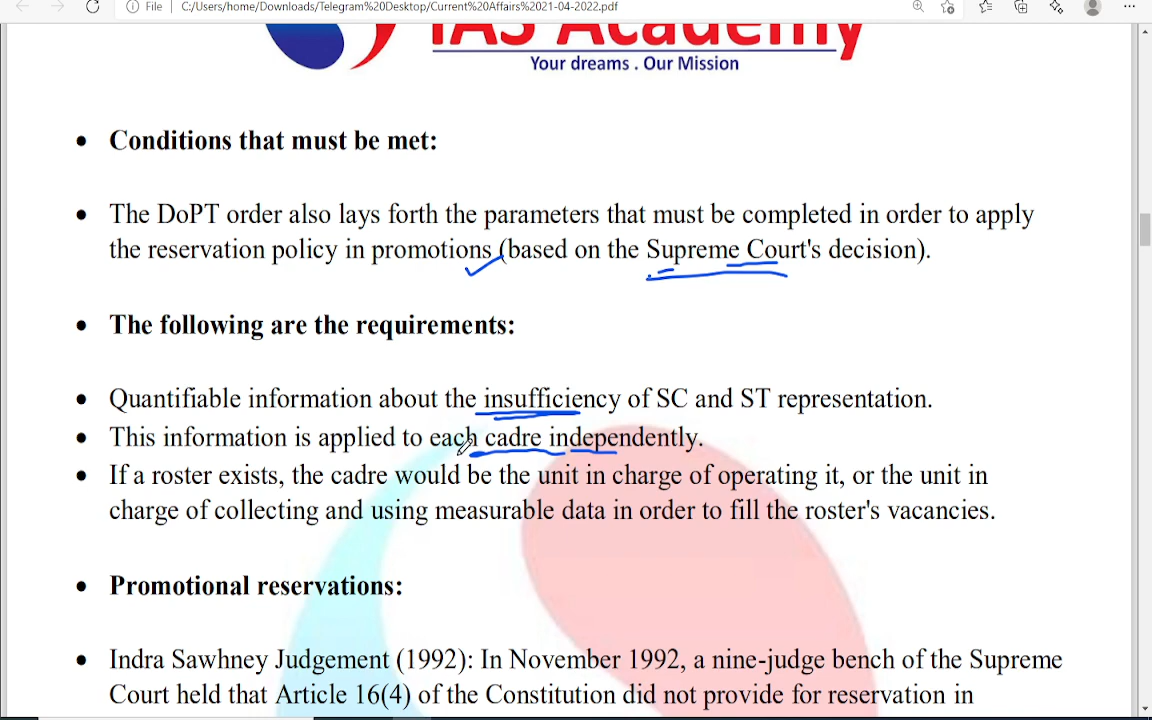 File
C:/Users/home/Downloads/Telegram%20Desktop/Current%20Affairs%2021-04-2022.pdf
IAS Academy
Your dreams . Our Mission
• Conditions that must be met:
• The DoPT order also lays forth the parameters that must be completed in order to apply
the reservation policy in promotions (based on the Supreme Court's decision).
• The following are the requirements:
• Quantifiable information about the insufficiency of SC and ST representation.
• This information is applied to each cadre independently.
• If a roster exists, the cadre would be the unit in charge of operating it, or the unit in
charge of collecting and using measurable data in order to fill the roster's vacancies.
• Promotional reservations:
• Indra Sawhney Judgement (1992): In November 1992, a nine-judge bench of the Supreme
Court held that Article 16(4) of the Constitution did not provide for reservation in